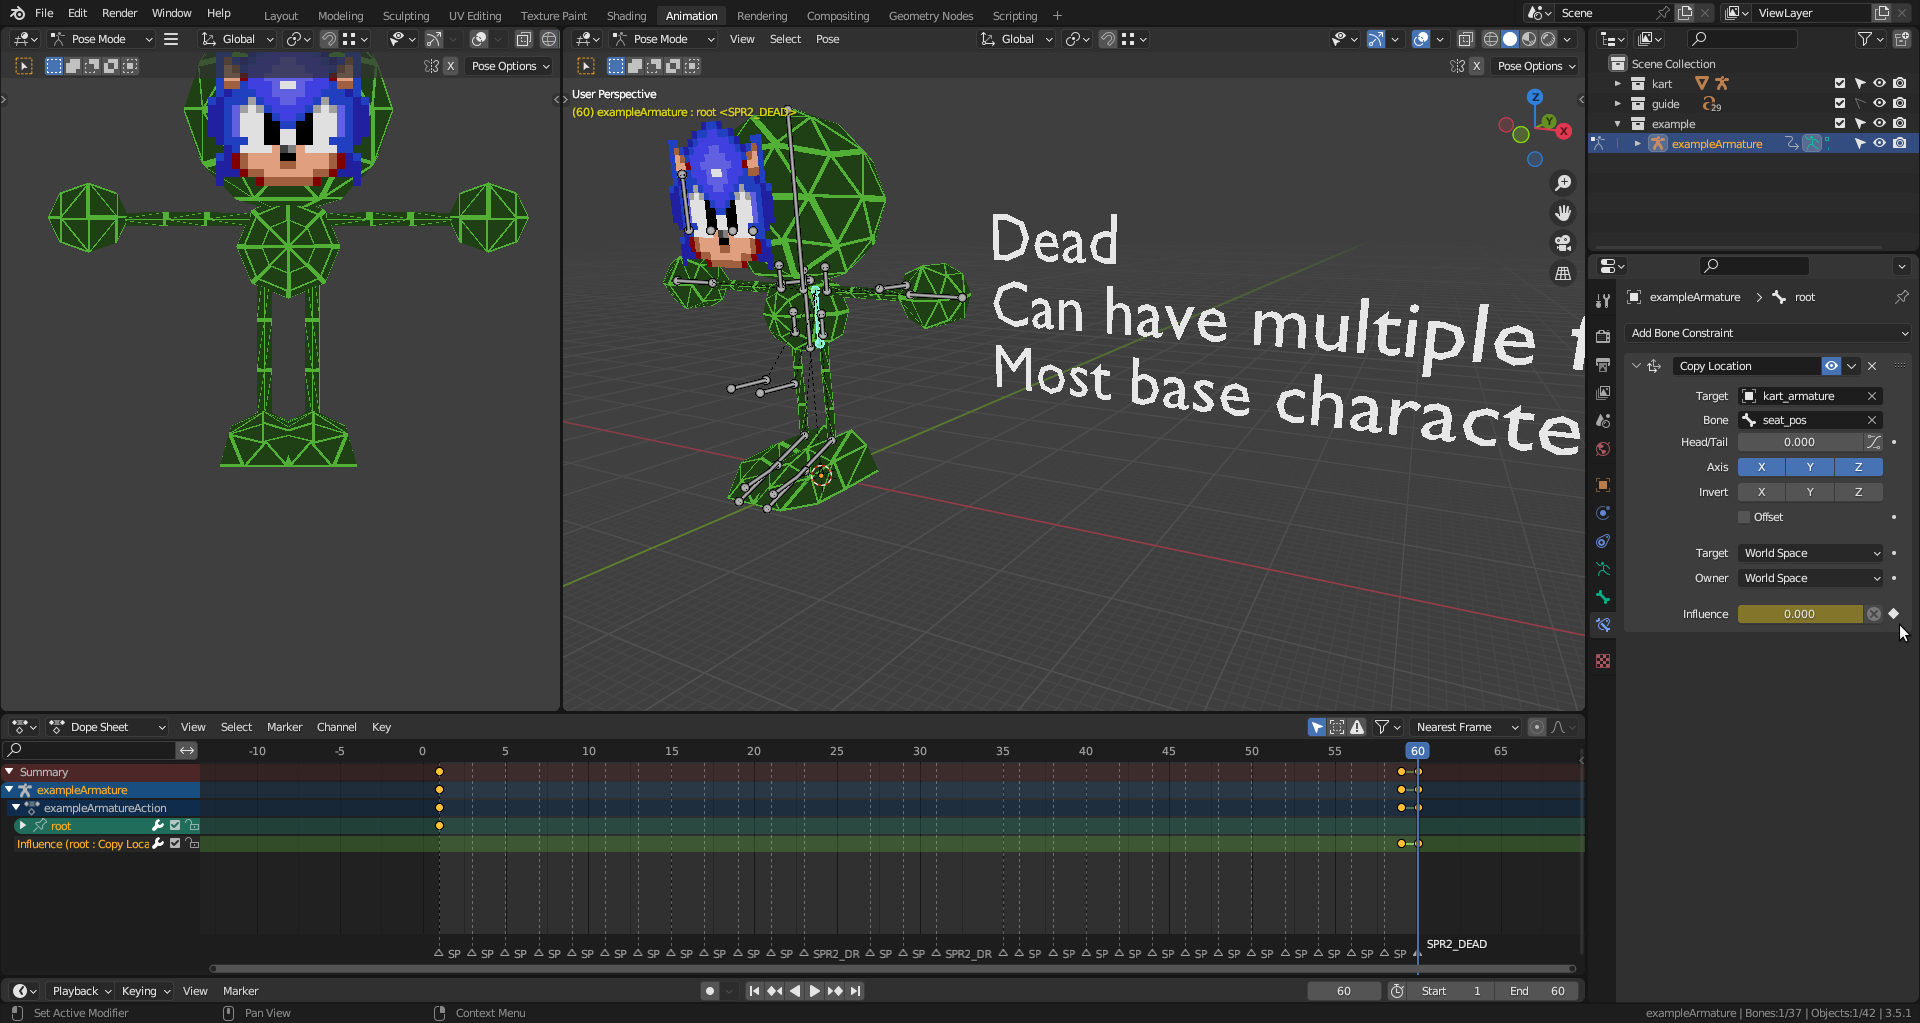 File Edit Render Window Help Layout Modeling Sculpting UV Editing Texture Paint Shading Animation Rendering Compositing Geometry Nodes Scripting Scene ViewLayer
Pose Mode Global Pose Mode View Select Pose Global
X Pose Options X Pose Options
User Perspective
(60) exampleArmature : root <SPR2_DEAD>
Z
Y
X
Dead
Can have multiple f
Most base characte
Scene Collection
kart
guide 29
example
exampleArmature
exampleArmature root
Add Bone Constraint
Copy Location
Target kart_armature
Bone seat_pos
Head/Tail 0.000
Axis X Y Z
Invert X Y Z
Offset
Target World Space
Owner World Space
Influence 0.000
Dope Sheet View Select Marker Channel Key Nearest Frame
-10 -5 0 5 10 15 20 25 30 35 40 45 50 55 60 65
Summary
exampleArmature
exampleArmatureAction
root
Influence (root : Copy Loca
SPR2_DEAD
SP SP SP SP SP SP SP SP SP SP SP SPR2_DR SP SP SPR2_DR SP SP SP SP SP SP SP SP SP SP SP SP
Playback Keying View Marker 60 Start 1 End 60
Set Active Modifier Pan View Context Menu exampleArmature | Bones:1/37 | Objects:1/42 | 3.5.1